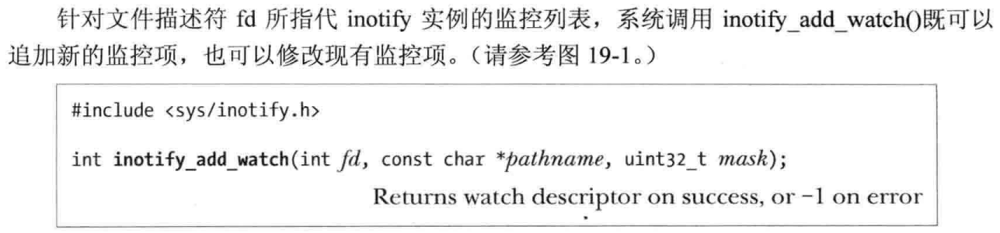 针对文件描述符 fd 所指代 inotify 实例的监控列表，系统调用 inotify_add_watch()既可以
追加新的监控项，也可以修改现有监控项。（请参考图 19-1。）
#include <sys/inotify.h>
int inotify_add_watch(int fd, const char *pathname, uint32_t mask);
Returns watch descriptor on success, or −1 on error